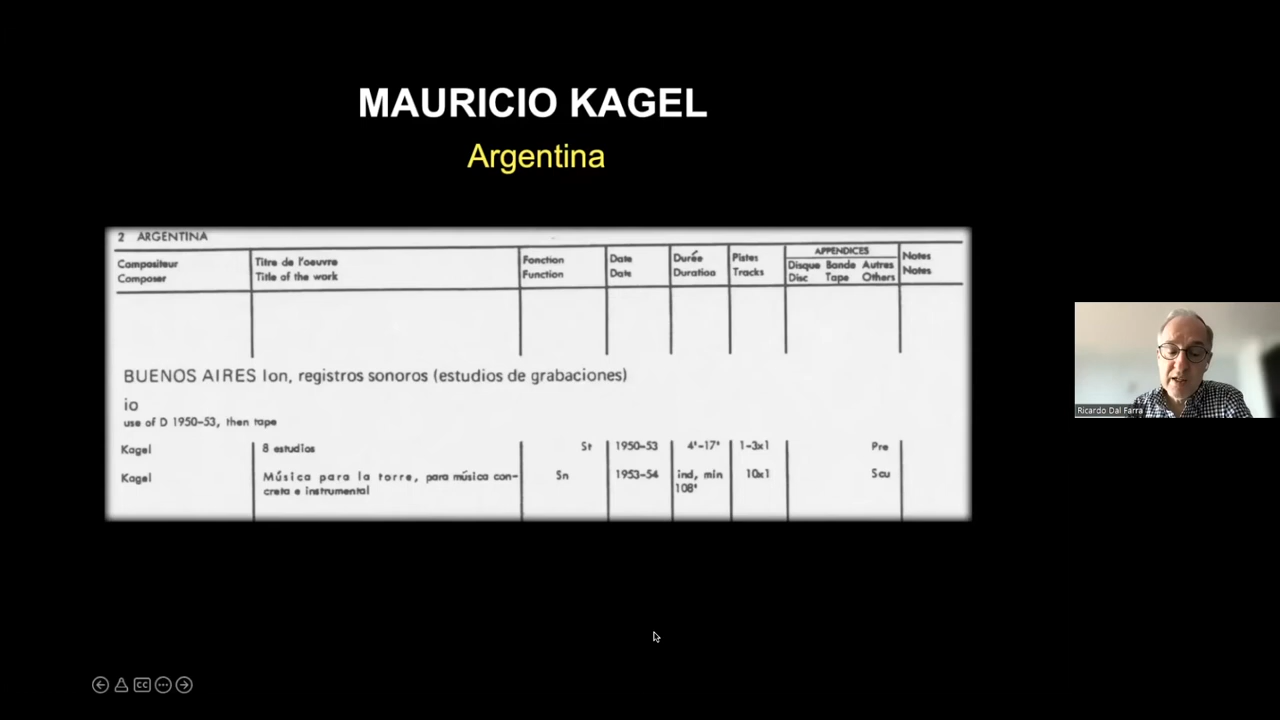 MAURICIO KAGEL
Argentina
2 ARGENTINA
Compositeur
Composer
Titre de l'oeuvre
Title of the work
Fonction
Function
Date
Date
Durée
Duration
Pistes
Tracks
APPENDICES
Disque Bande Autres
Disc Tape Others
Notes
Notes
BUENOS AIRES Ion, registros sonoros (estudios de grabaciones)
io
use of D 1950-53, then tape
Kagel 8 estudios St 1950-53 4'-17' 1-3x1 Pre
Kagel Música para la torre, para música con- Sn 1953-54 ind, min 10x1 Scu
creta e instrumental 108'
Ricardo Dal Farra
CC